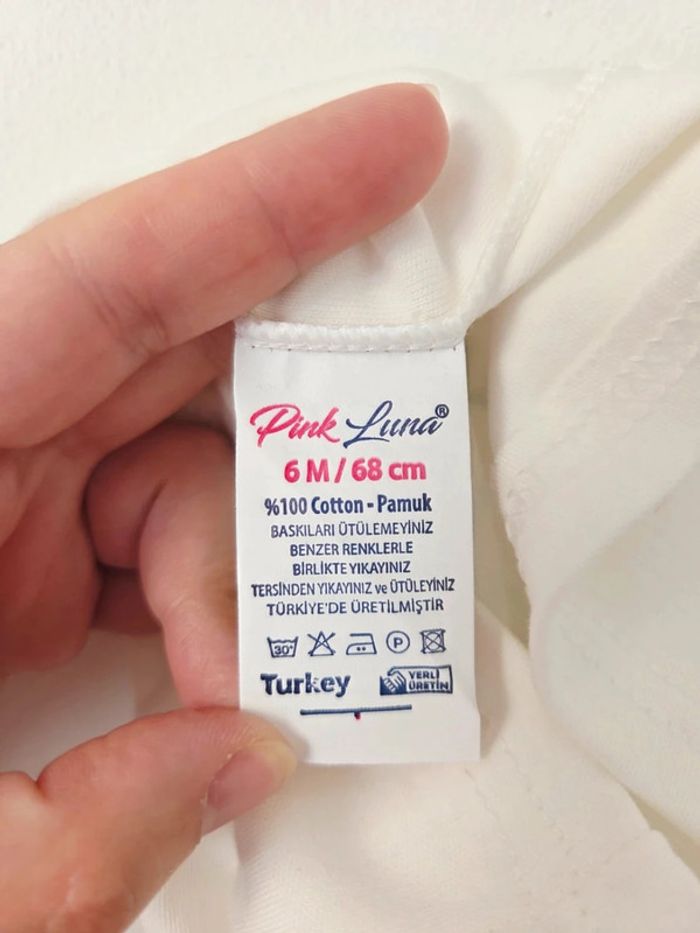 Pink Luna®
6 M / 68 cm
%100 Cotton - Pamuk
BASKILARI ÜTÜLEMEYİNİZ
BENZER RENKLERLE
BİRLİKTE YIKAYINIZ
TERSİNDEN YIKAYINIZ ve ÜTÜLEYİNİZ
TÜRKİYE'DE ÜRETİLMİŞTİR
30° P
Turkey YERLİ
ÜRETİM